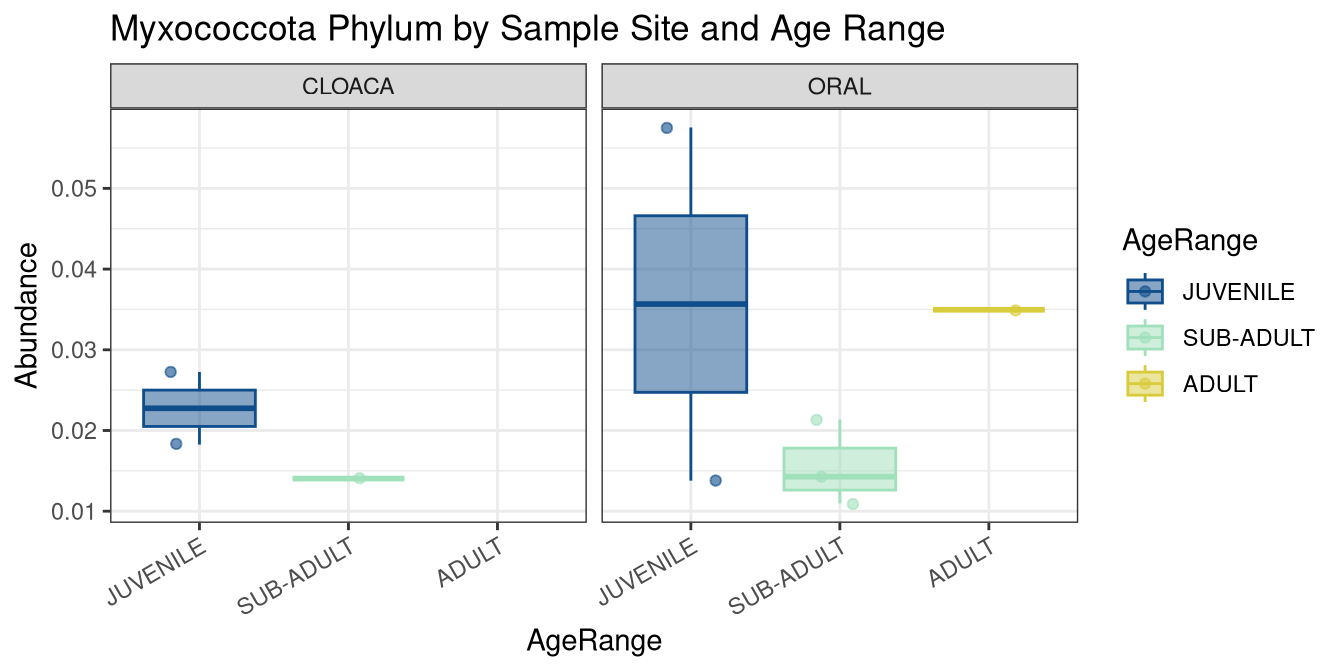 Myxococcota Phylum by Sample Site and Age Range
CLOACA
ORAL
Abundance
0.05
0.04
0.03
0.02
0.01
JUVENILE
SUB-ADULT
ADULT
JUVENILE
SUB-ADULT
ADULT
AgeRange
AgeRange
JUVENILE
SUB-ADULT
ADULT